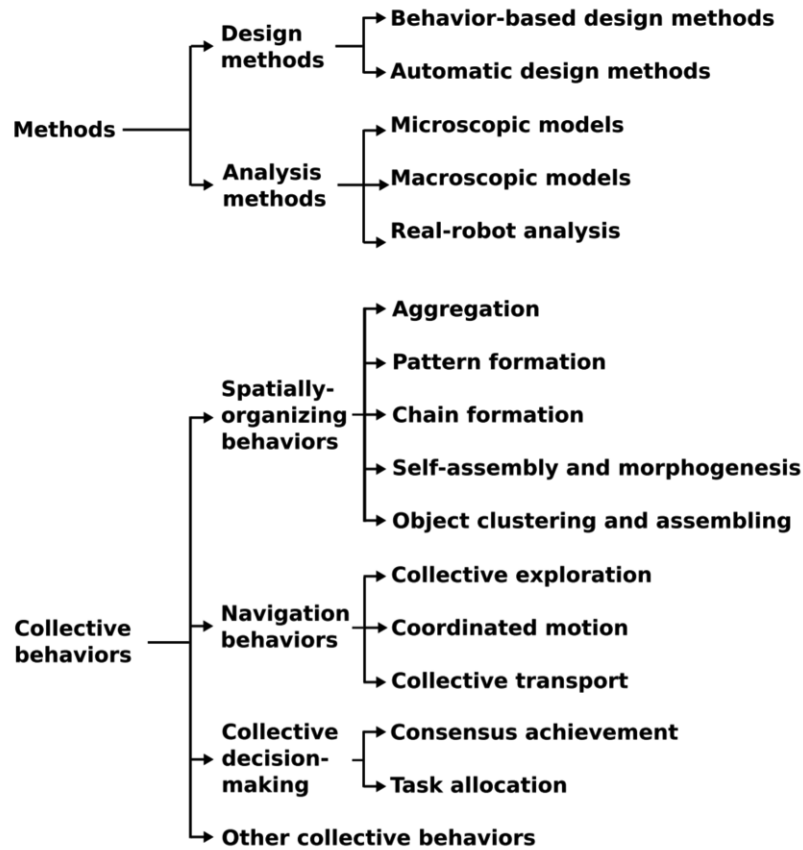 Methods
Design
methods
Behavior-based design methods
Automatic design methods
Analysis
methods
Microscopic models
Macroscopic models
Real-robot analysis
Collective
behaviors
Spatially-
organizing
behaviors
Aggregation
Pattern formation
Chain formation
Self-assembly and morphogenesis
Object clustering and assembling
Navigation
behaviors
Collective exploration
Coordinated motion
Collective transport
Collective
decision-
making
Consensus achievement
Task allocation
Other collective behaviors